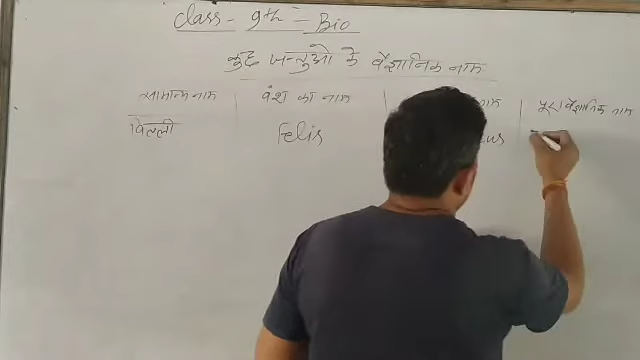 Class - 9th = Bio
कुछ जन्तुओ के वैज्ञानिक नाम
सामान्य नाम वंश का नाम नाम पूरा वैज्ञानिक नाम
बिल्ली Felis